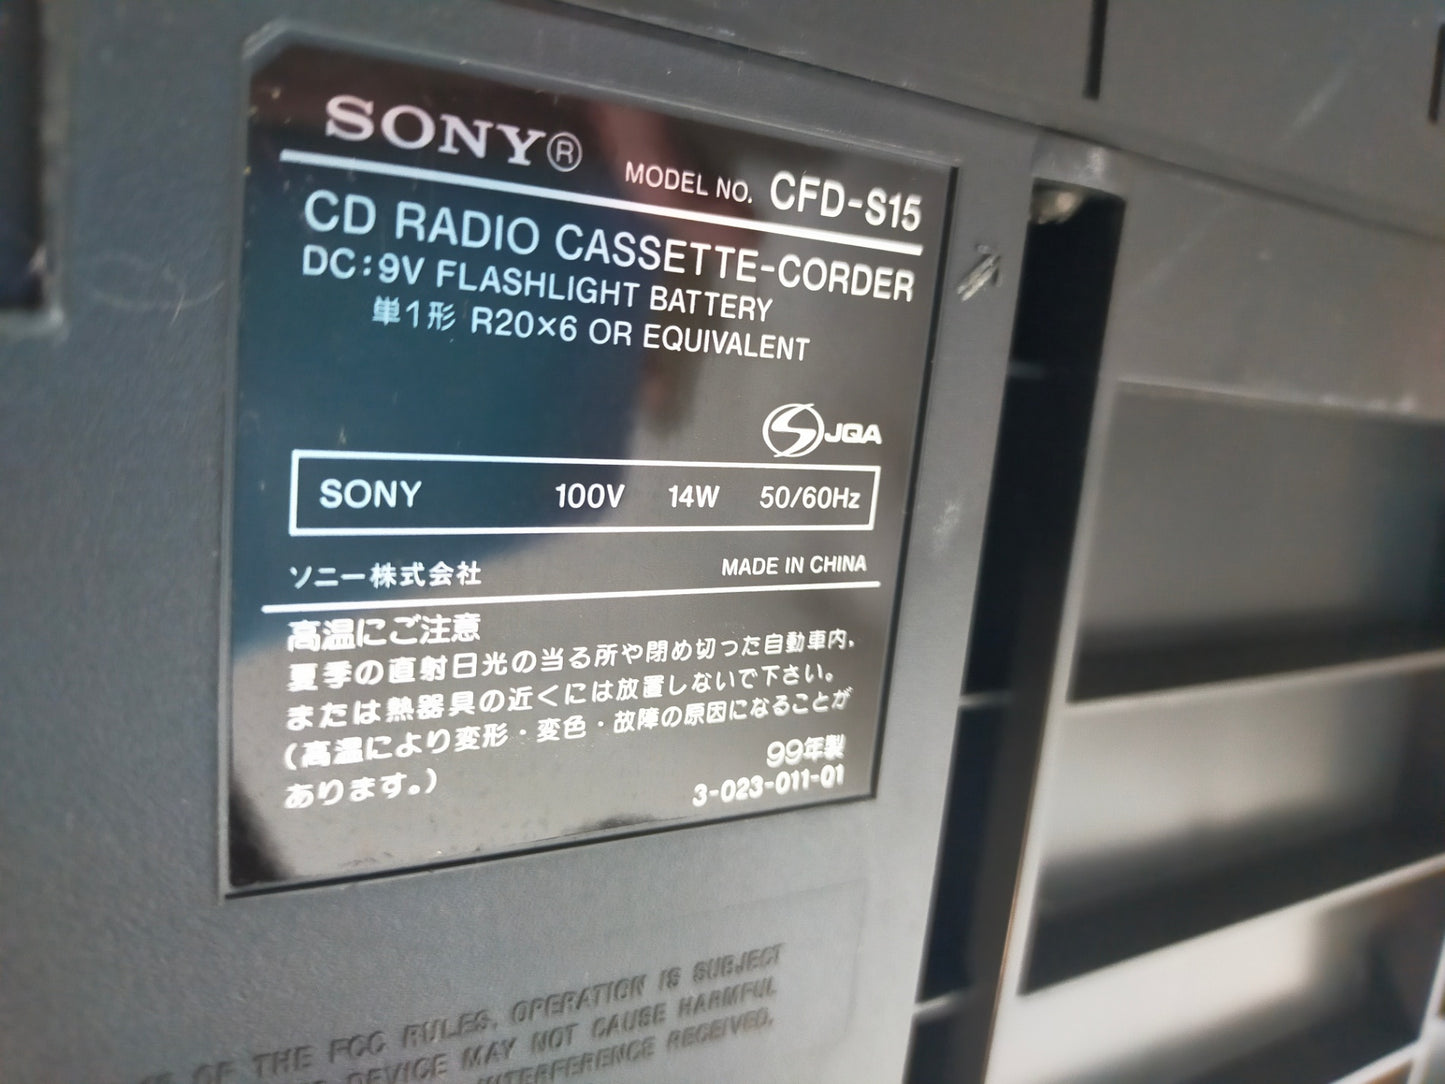 SONY®
MODEL NO. CFD-S15
CD RADIO CASSETTE-CORDER
DC:9V FLASHLIGHT BATTERY
単1形 R20×6 OR EQUIVALENT
JQA
SONY 100V 14W 50/60Hz
ソニー株式会社 MADE IN CHINA
高温にご注意
夏季の直射日光の当る所や閉め切った自動車内,
または熱器具の近くには放置しないで下さい。
(高温により変形・変色・故障の原因になることが
あります。)
99年製
3-023-011-01
OF THE FCC RULES. OPERATION IS SUBJECT
DEVICE MAY NOT CAUSE HARMFUL
INTERFERENCE RECEIVED.